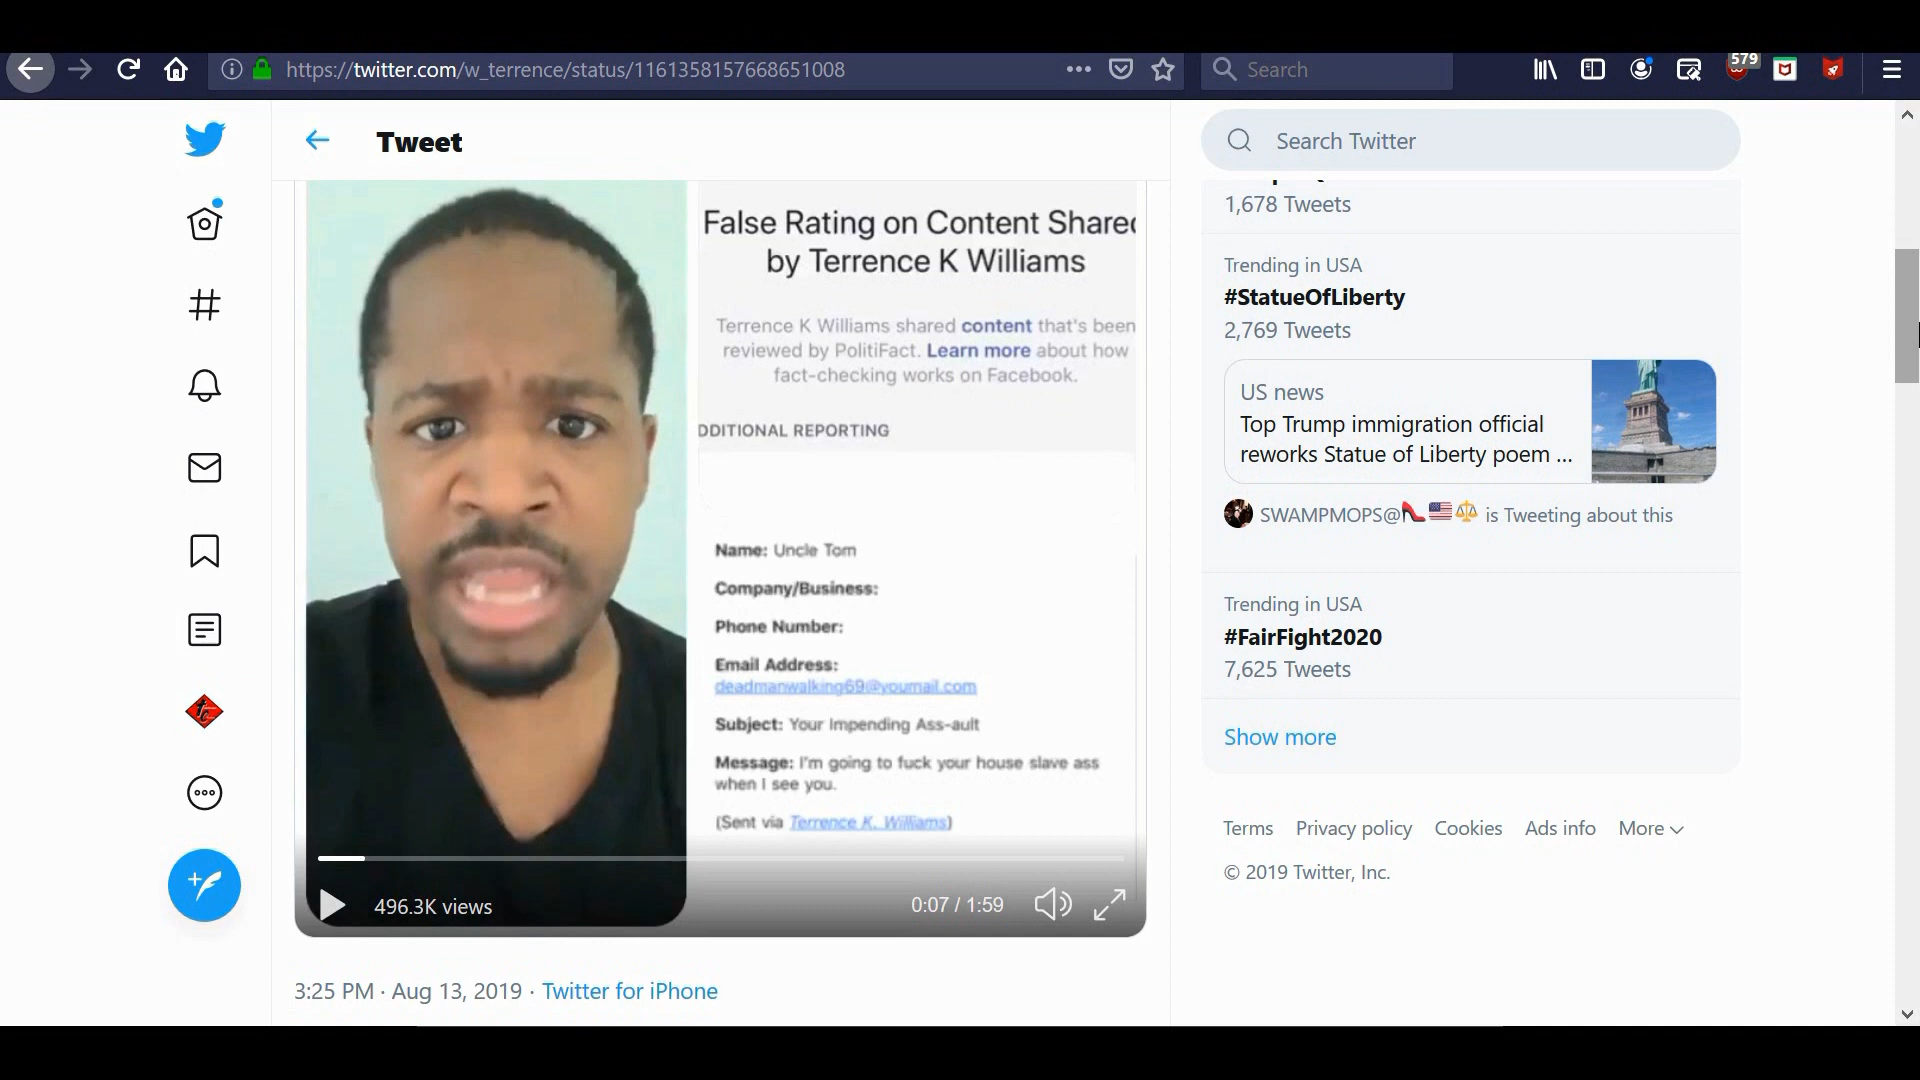 https://twitter.com/w_terrence/status/1161358157668651008
Search
579
Tweet
Search Twitter
False Rating on Content Shared
by Terrence K Williams
Terrence K Williams shared content that's been
reviewed by PolitiFact. Learn more about how
fact-checking works on Facebook.
DDITIONAL REPORTING
Name: Uncle Tom
Company/Business:
Phone Number:
Email Address:
deadmanwalking69@youmail.com
Subject: Your Impending Ass-ault
Message: I'm going to fuck your house slave ass
when I see you.
(Sent via Terrence K. Williams)
496.3K views
0:07 / 1:59
3:25 PM · Aug 13, 2019 · Twitter for iPhone
1,678 Tweets
Trending in USA
#StatueOfLiberty
2,769 Tweets
US news
Top Trump immigration official
reworks Statue of Liberty poem ...
SWAMPMOPS@👠🇺🇸⚖️ is Tweeting about this
Trending in USA
#FairFight2020
7,625 Tweets
Show more
Terms Privacy policy Cookies Ads info More
© 2019 Twitter, Inc.